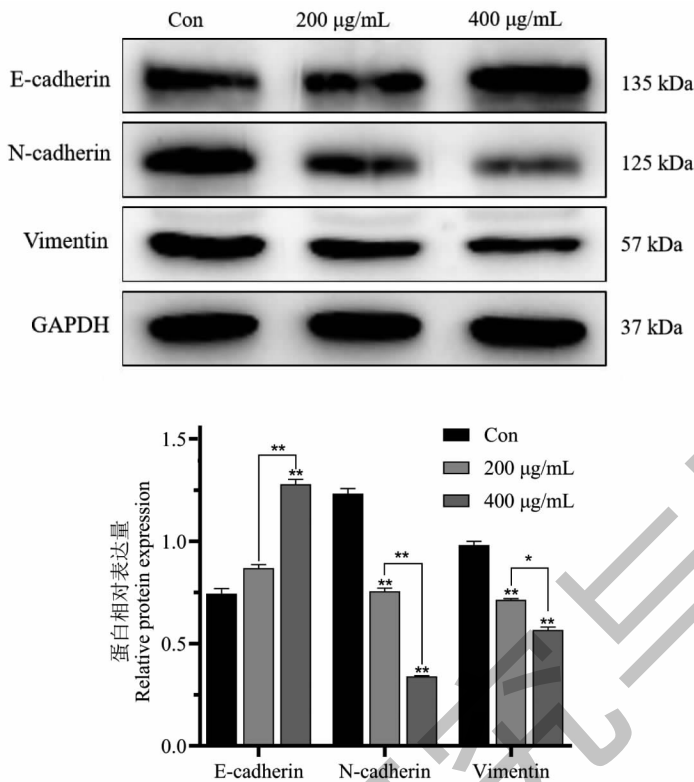 Con 200 μg/mL 400 μg/mL
E-cadherin 135 kDa
N-cadherin 125 kDa
Vimentin 57 kDa
GAPDH 37 kDa
蛋白相对表达量
Relative protein expression
1.5
1.0
0.5
0.0
Con
200 μg/mL
400 μg/mL
**
**
**
**
**
*
**
**
E-cadherin N-cadherin Vimentin